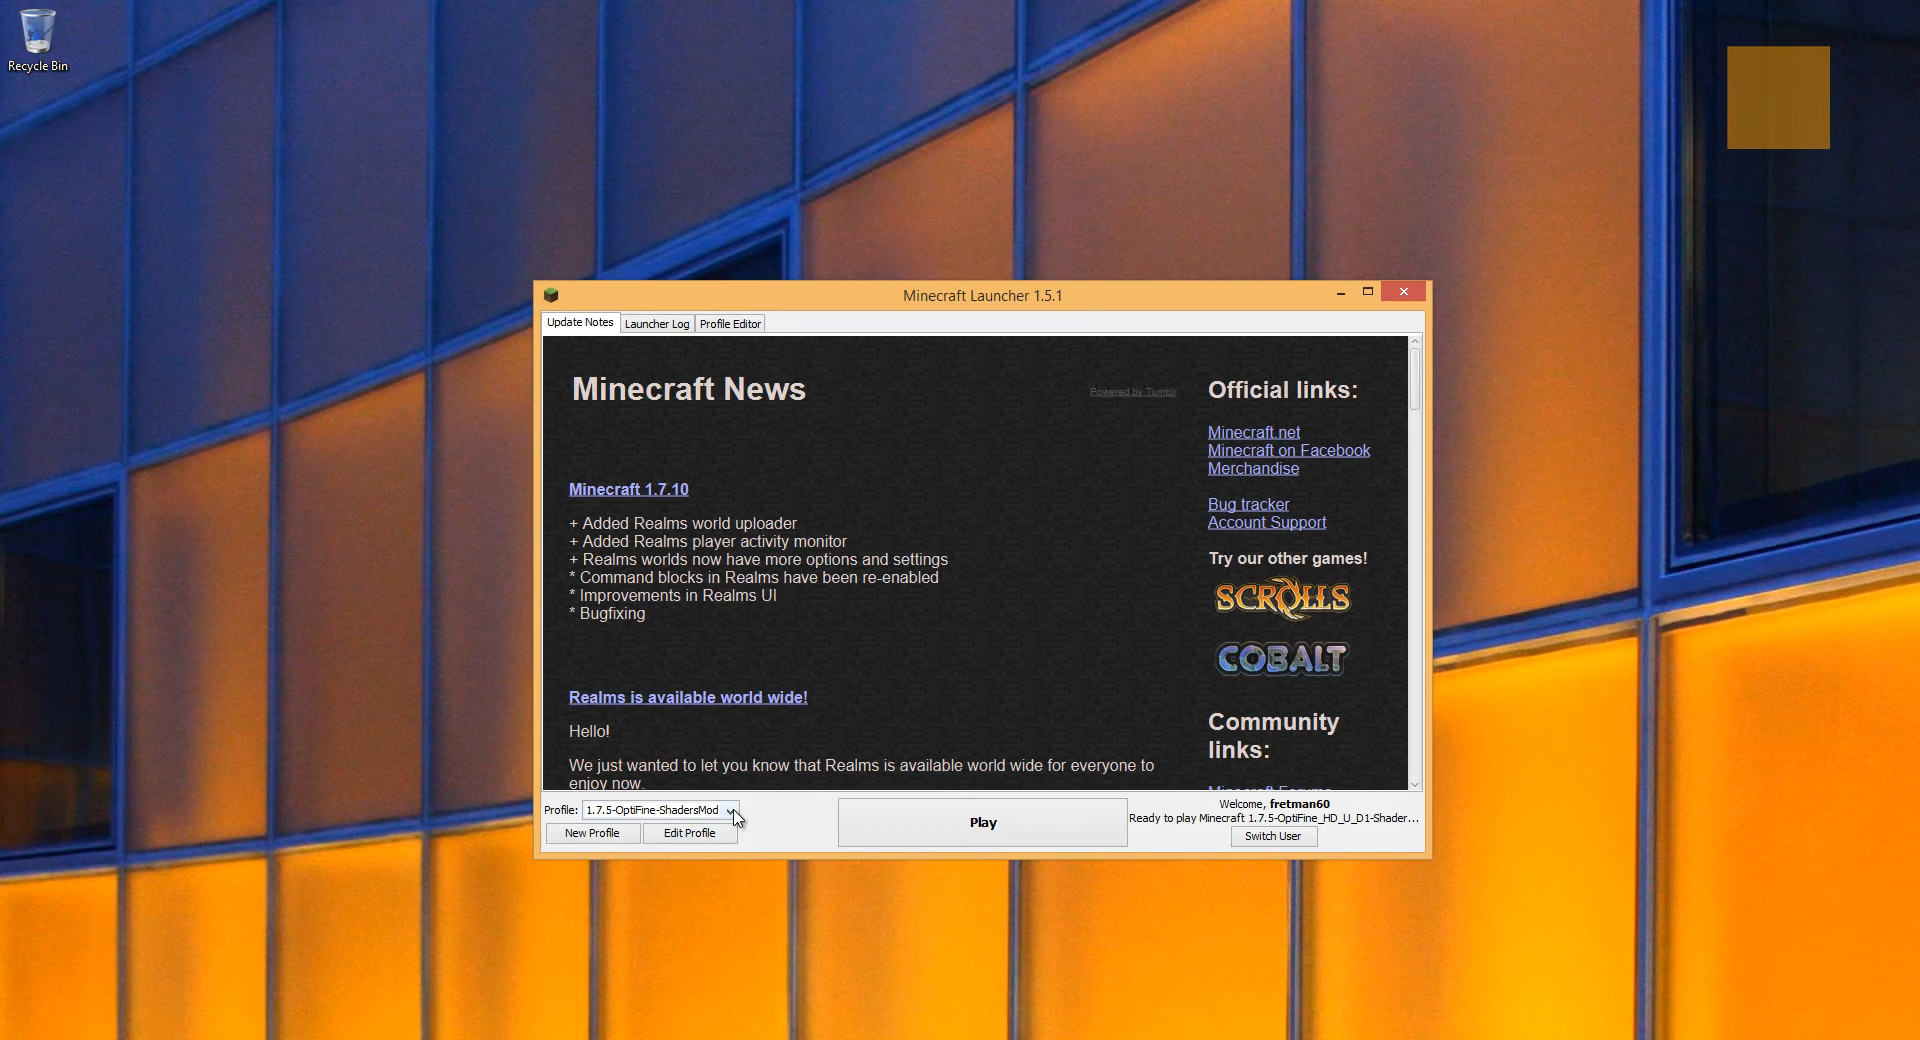 Recycle Bin
Minecraft Launcher 1.5.1
Update Notes
Launcher Log
Profile Editor
Minecraft News
Powered by Tumblr
Minecraft 1.7.10
+ Added Realms world uploader
+ Added Realms player activity monitor
+ Realms worlds now have more options and settings
* Command blocks in Realms have been re-enabled
* Improvements in Realms UI
* Bugfixing
Realms is available world wide!
Hello!
We just wanted to let you know that Realms is available world wide for everyone to
enjoy now.
Official links:
Minecraft.net
Minecraft on Facebook
Merchandise
Bug tracker
Account Support
Try our other games!
SCROLLS
COBALT
Community
links:
Minecraft Forums
Profile: 1.7.5-OptiFine-ShadersMod
New Profile
Edit Profile
Play
Welcome, fretman60
Ready to play Minecraft 1.7.5-OptiFine_HD_U_D1-Shader...
Switch User